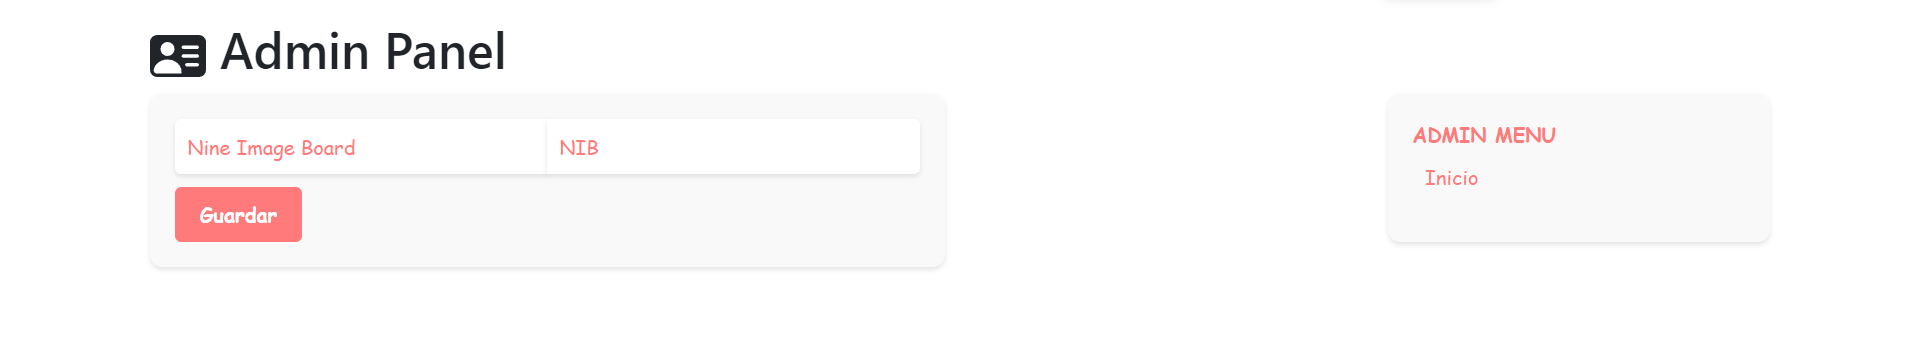 Admin Panel
Nine Image Board
NIB
Guardar
ADMIN MENU
Inicio